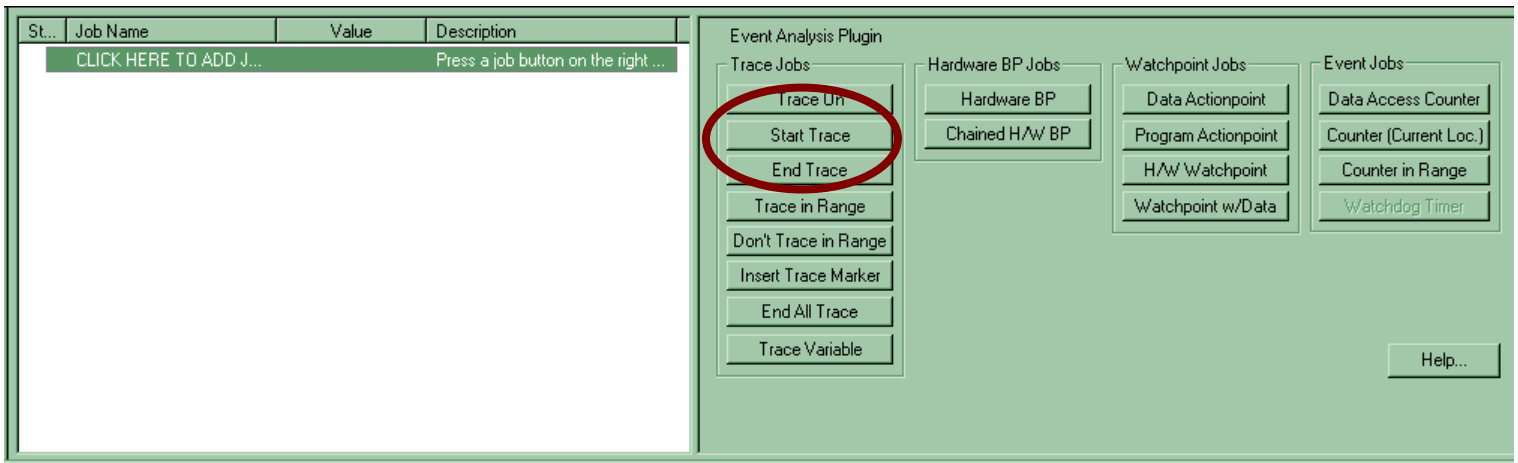 St... Job Name Value Description
CLICK HERE TO ADD J... Press a job button on the right ...
Event Analysis Plugin
Trace Jobs
Trace On
Start Trace
End Trace
Trace in Range
Don't Trace in Range
Insert Trace Marker
End All Trace
Trace Variable
Hardware BP Jobs
Hardware BP
Chained H/W BP
Watchpoint Jobs
Data Actionpoint
Program Actionpoint
H/W Watchpoint
Watchpoint w/Data
Event Jobs
Data Access Counter
Counter (Current Loc.)
Counter in Range
Watchdog Timer
Help...